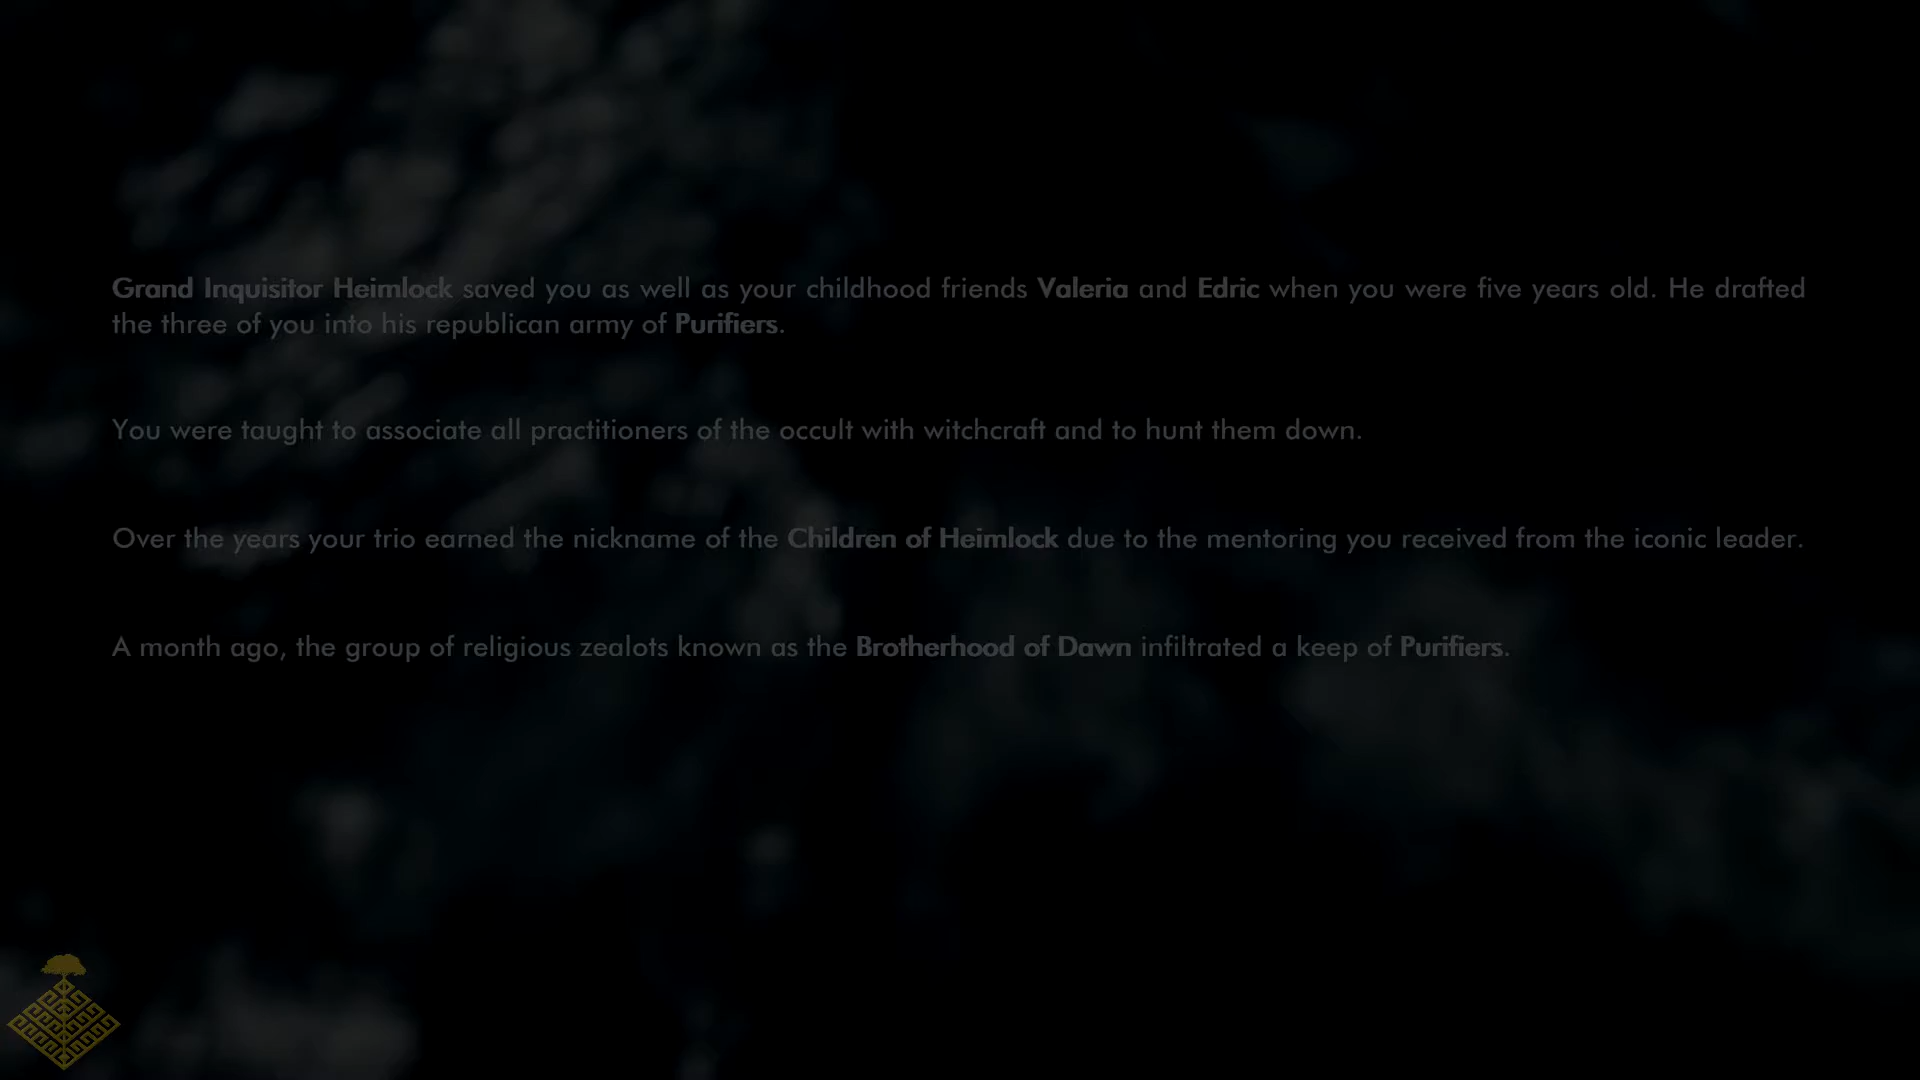 Grand Inquisitor Heimlock saved you as well as your childhood friends Valeria and Edric when you were five years old. He drafted
the three of you into his republican army of Purifiers.
You were taught to associate all practitioners of the occult with witchcraft and to hunt them down.
Over the years your trio earned the nickname of the Children of Heimlock due to the mentoring you received from the iconic leader.
A month ago, the group of religious zealots known as the Brotherhood of Dawn infiltrated a keep of Purifiers.